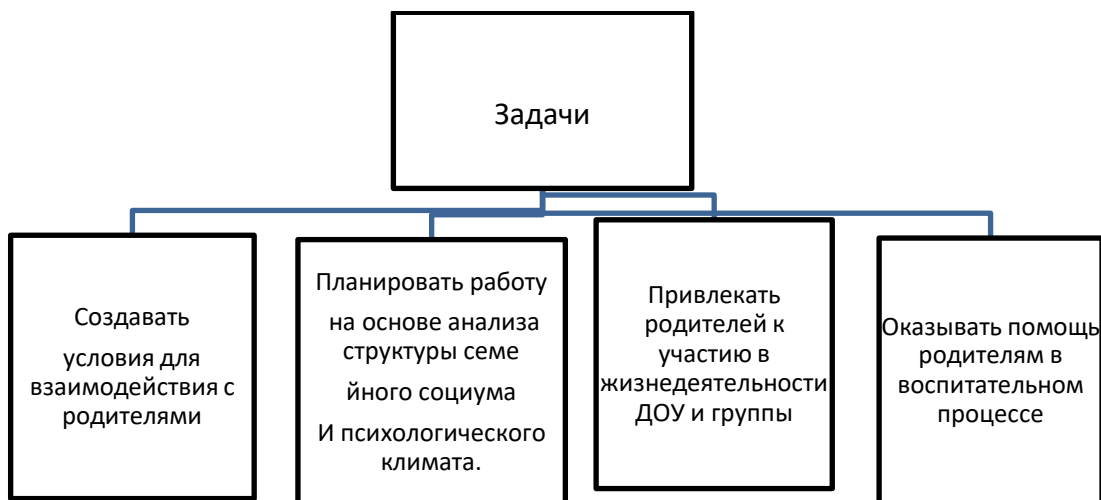 Задачи
Создавать
условия для
взаимодействия с
родителями
Планировать работу
на основе анализа
структуры семе
йного социума
И психологического
климата.
Привлекать
родителей к
участию в
жизнедеятельности
ДОУ и группы
Оказывать помощь
родителям в
воспитательном
процессе